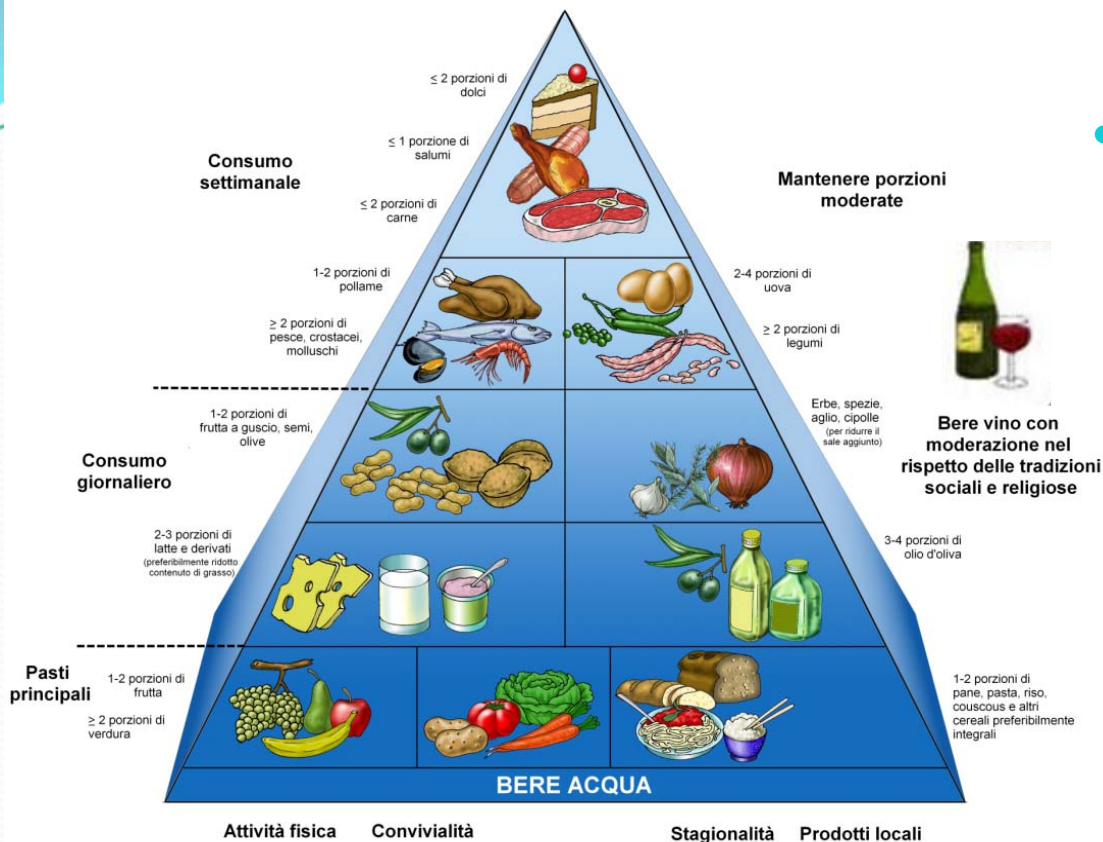 ≤ 2 porzioni di
dolci
≤ 1 porzione di
salumi
Consumo
settimanale
≤ 2 porzioni di
carne
Mantenere porzioni
moderate
1-2 porzioni di
pollame
2-4 porzioni di
uova
≥ 2 porzioni di
pesce, crostacei,
molluschi
≥ 2 porzioni di
legumi
1-2 porzioni di
frutta a guscio, semi,
olive
Erbe, spezie,
aglio, cipolle
(per ridurre il
sale aggiunto)
Bere vino con
moderazione nel
rispetto delle tradizioni
sociali e religiose
Consumo
giornaliero
2-3 porzioni di
latte e derivati
(preferibilmente ridotto
contenuto di grasso)
3-4 porzioni di
olio d'oliva
Pasti
principali
1-2 porzioni di
frutta
≥ 2 porzioni di
verdura
1-2 porzioni di
pane, pasta, riso,
couscous e altri
cereali preferibilmente
integrali
BERE ACQUA
Attività fisica
Convivialità
Stagionalità
Prodotti locali